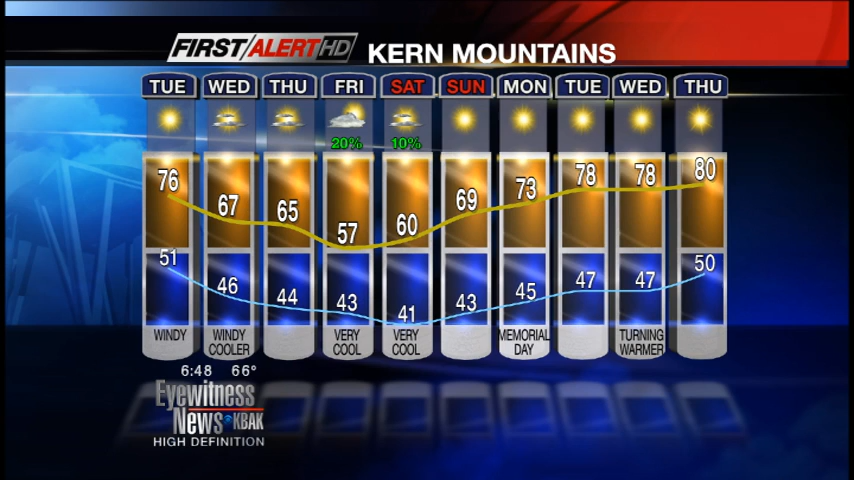 FIRST/ALERT HD KERN MOUNTAINS
TUE WED THU FRI SAT SUN MON TUE WED THU
20% 10%
76 67 65 57 60 69 73 78 78 80
51 46 44 43 41 43 45 47 47 50
WINDY
WINDY
COOLER
VERY
COOL
VERY
COOL
MEMORIAL
DAY
TURNING
WARMER
6:48 66°
Eyewitness
News KBAK
HIGH DEFINITION